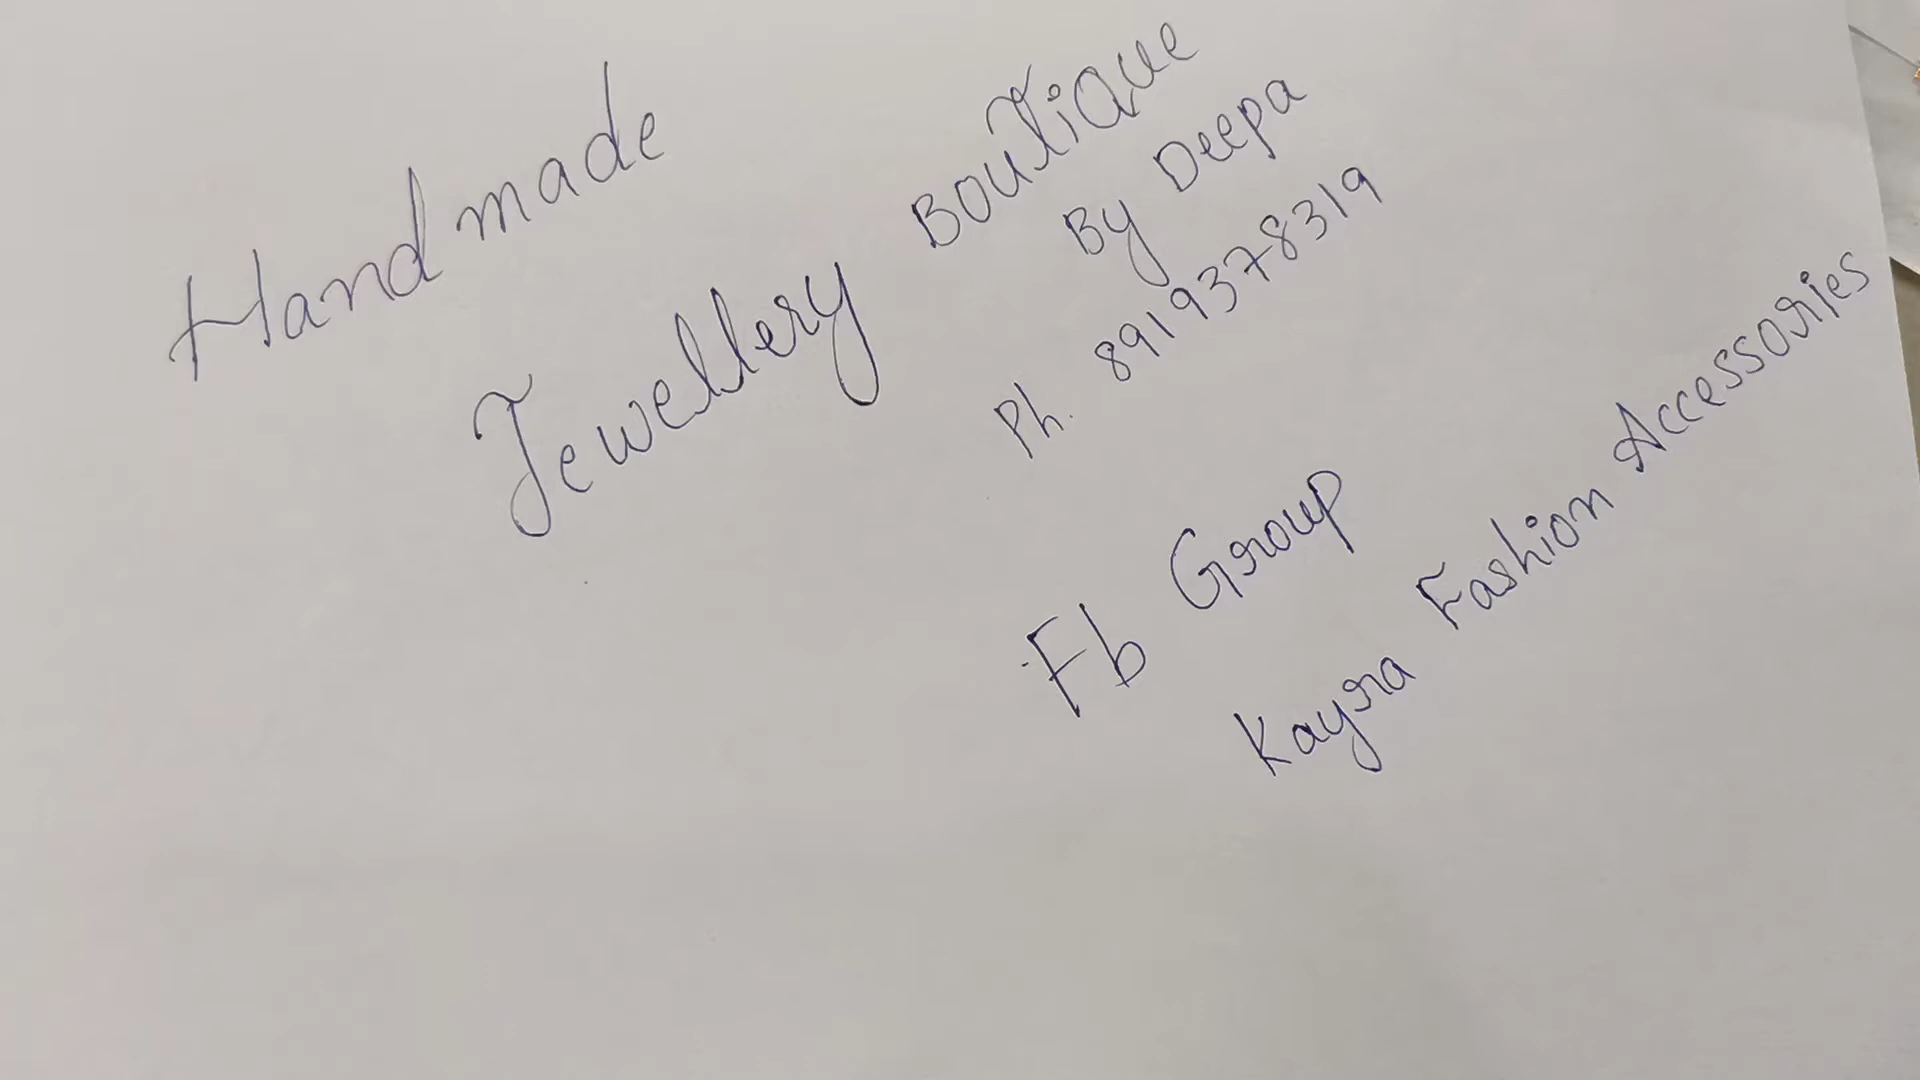 Handmade
Jewellery Boutique
By Deepa
Ph. 8919378319
Fb Group
Kayra Fashion Accessories